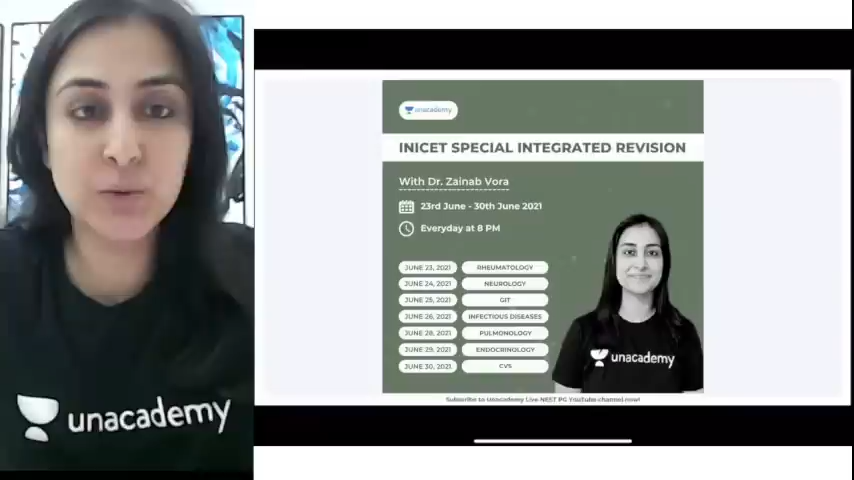 unacademy
unacademy
INICET SPECIAL INTEGRATED REVISION
With Dr. Zainab Vora
23rd June - 30th June 2021
Everyday at 8 PM
JUNE 23, 2021 RHEUMATOLOGY
JUNE 24, 2021 NEUROLOGY
JUNE 25, 2021 GIT
JUNE 26, 2021 INFECTIOUS DISEASES
JUNE 28, 2021 PULMONOLOGY
JUNE 29, 2021 ENDOCRINOLOGY
JUNE 30, 2021 CVS
unacademy
Subscribe to Unacademy Live NEET PG YouTube channel now!